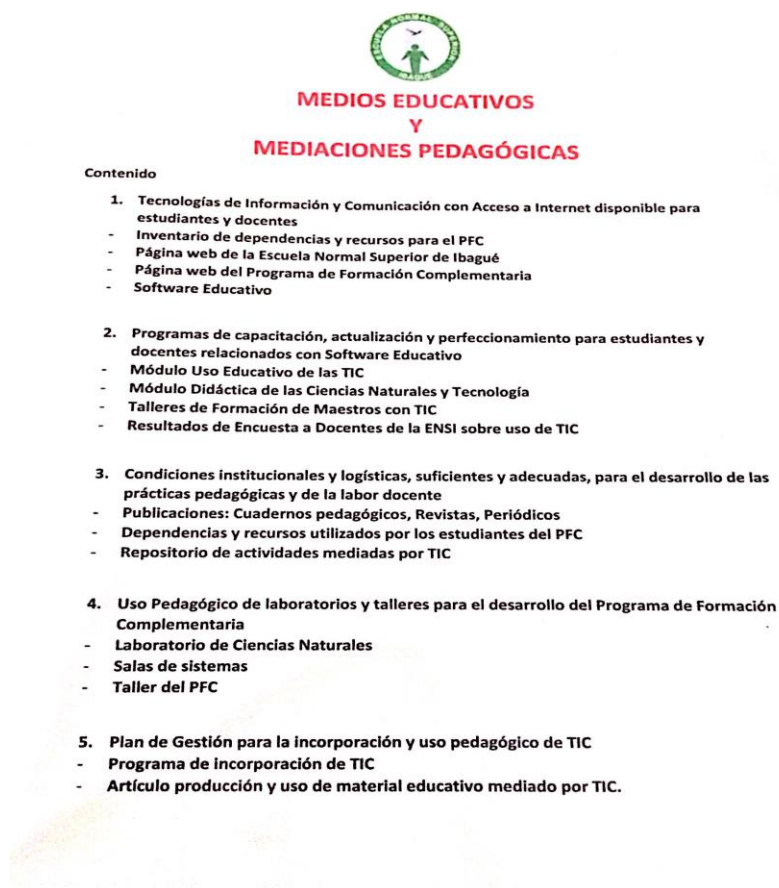 ESCUELA NORMAL SUPERIOR
IBAGUÉ
MEDIOS EDUCATIVOS
Y
MEDIACIONES PEDAGÓGICAS
Contenido
1. Tecnologías de Información y Comunicación con Acceso a Internet disponible para
estudiantes y docentes
- Inventario de dependencias y recursos para el PFC
- Página web de la Escuela Normal Superior de Ibagué
- Página web del Programa de Formación Complementaria
- Software Educativo
2. Programas de capacitación, actualización y perfeccionamiento para estudiantes y
docentes relacionados con Software Educativo
- Módulo Uso Educativo de las TIC
- Módulo Didáctica de las Ciencias Naturales y Tecnología
- Talleres de Formación de Maestros con TIC
- Resultados de Encuesta a Docentes de la ENSI sobre uso de TIC
3. Condiciones institucionales y logísticas, suficientes y adecuadas, para el desarrollo de las
prácticas pedagógicas y de la labor docente
- Publicaciones: Cuadernos pedagógicos, Revistas, Periódicos
- Dependencias y recursos utilizados por los estudiantes del PFC
- Repositorio de actividades mediadas por TIC
4. Uso Pedagógico de laboratorios y talleres para el desarrollo del Programa de Formación
Complementaria
- Laboratorio de Ciencias Naturales
- Salas de sistemas
- Taller del PFC
5. Plan de Gestión para la incorporación y uso pedagógico de TIC
- Programa de incorporación de TIC
- Artículo producción y uso de material educativo mediado por TIC.